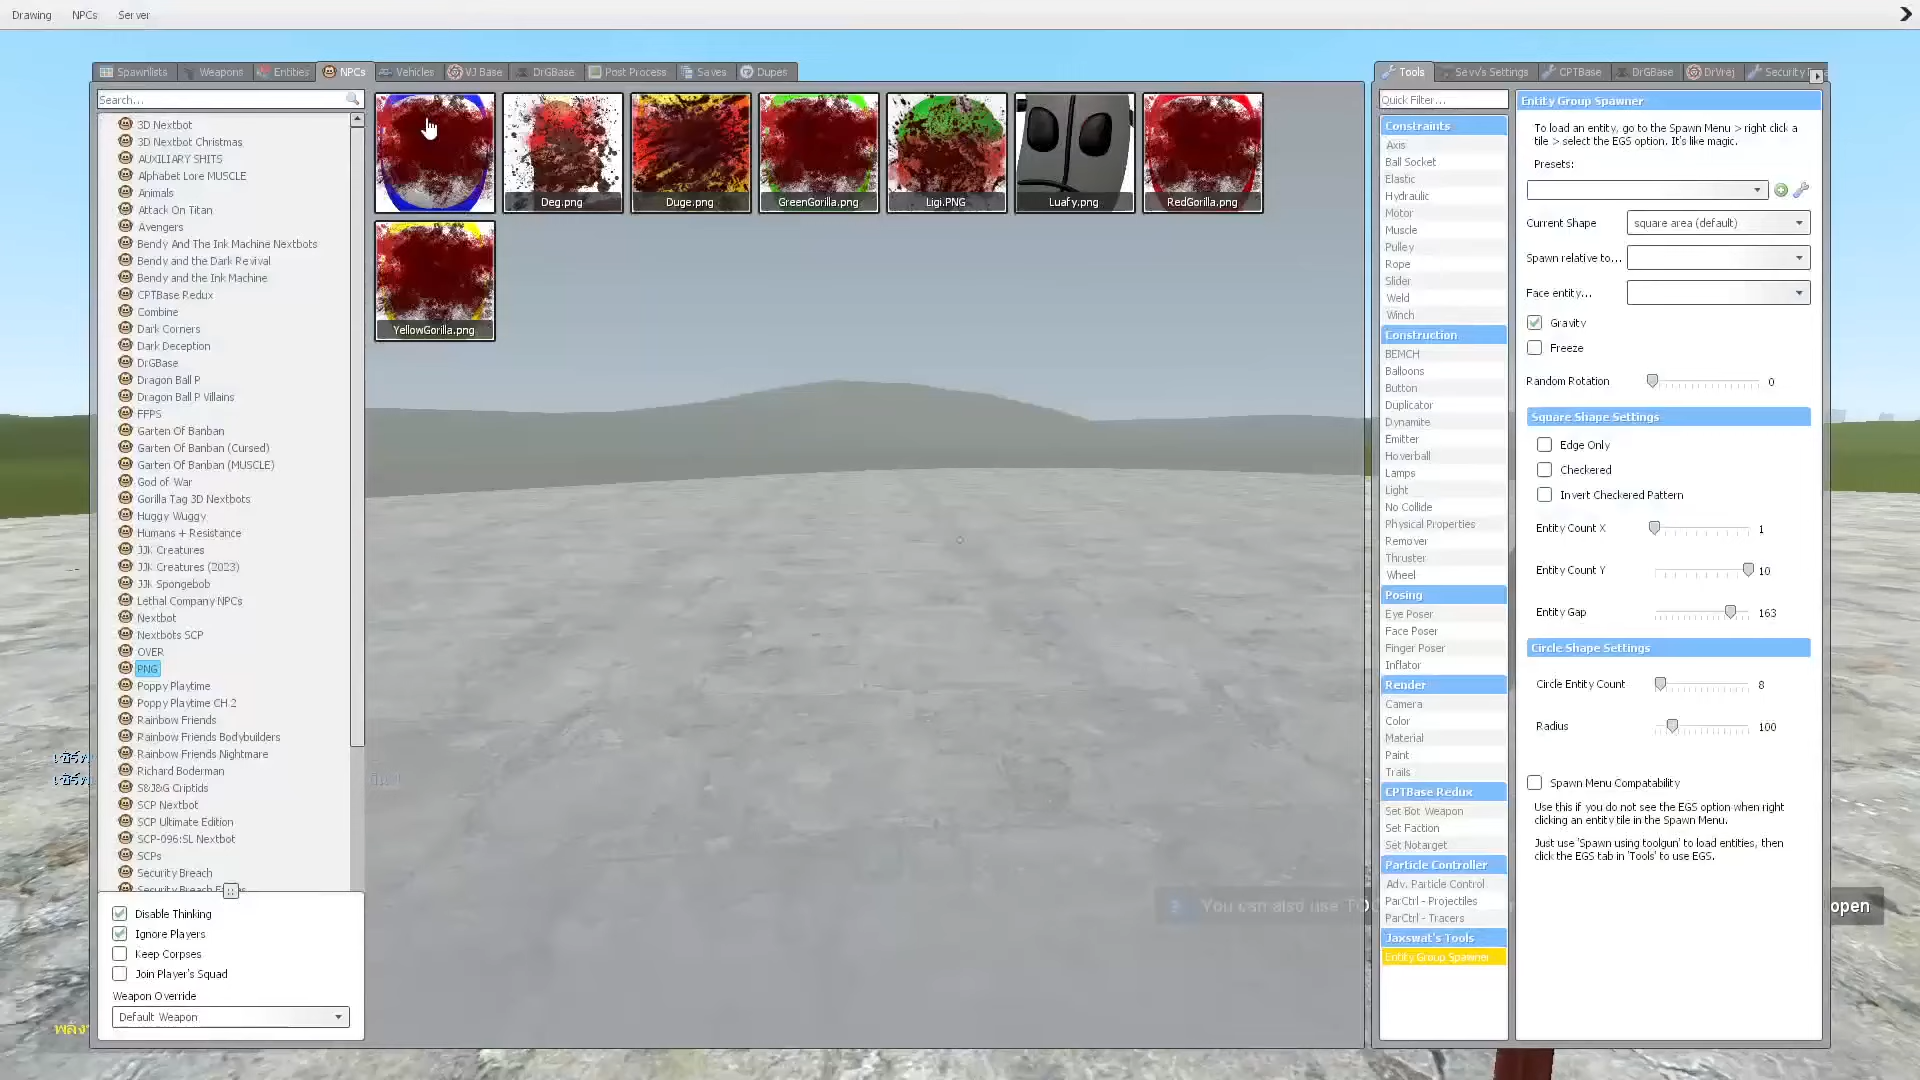 Drawing NPCs Server
Spawnlists Weapons Entities NPCs Vehicles VJ Base DrGBase Post Process Saves Dupes
Search...
3D Nextbot
3D Nextbot Christmas
AUXILIARY SHITS
Alphabet Lore MUSCLE
Animals
Attack On Titan
Avengers
Bendy And The Ink Machine Nextbots
Bendy and the Dark Revival
Bendy and the Ink Machine
CPTBase Redux
Combine
Dark Corners
Dark Deception
DrGBase
Dragon Ball P
Dragon Ball P Villains
FFPS
Garten Of Banban
Garten Of Banban (Cursed)
Garten Of Banban (MUSCLE)
God of War
Gorilla Tag 3D Nextbots
Huggy Wuggy
Humans + Resistance
JJK Creatures
JJK Creatures (2023)
JJK Spongebob
Lethal Company NPCs
Nextbot
Nextbots SCP
OVER
PNG
Poppy Playtime
Poppy Playtime CH.2
Rainbow Friends
Rainbow Friends Bodybuilders
Rainbow Friends Nightmare
Richard Boderman
S&J&G Criptids
SCP Nextbot
SCP Ultimate Edition
SCP-096:SL Nextbot
SCPs
Security Breach
Disable Thinking
Ignore Players
Keep Corpses
Join Player's Squad
Weapon Override
Default Weapon
Deg.png Duge.png GreenGorilla.png Ligi.PNG Luafy.png RedGorilla.png
YellowGorilla.png
You can also use
open
Tools Sevv's Settings CPTBase DrGBase DrVrej Security
Quick Filter...
Constraints
Axis
Ball Socket
Elastic
Hydraulic
Motor
Muscle
Pulley
Rope
Slider
Weld
Winch
Construction
BEMCH
Balloons
Button
Duplicator
Dynamite
Emitter
Hoverball
Lamps
Light
No Collide
Physical Properties
Remover
Thruster
Wheel
Posing
Eye Poser
Face Poser
Finger Poser
Inflator
Render
Camera
Color
Material
Paint
Trails
CPTBase Redux
Set Bot Weapon
Set Faction
Set Notarget
Particle Controller
Adv. Particle Control
ParCtrl - Projectiles
ParCtrl - Tracers
Jaxswat's Tools
Entity Group Spawner
Entity Group Spawner
To load an entity, go to the Spawn Menu > right click a
tile > select the EGS option, It's like magic.
Presets:
Current Shape square area (default)
Spawn relative to...
Face entity...
Gravity
Freeze
Random Rotation 0
Square Shape Settings
Edge Only
Checkered
Invert Checkered Pattern
Entity Count X 1
Entity Count Y 10
Entity Gap 163
Circle Shape Settings
Circle Entity Count 8
Radius 100
Spawn Menu Compatability
Use this if you do not see the EGS option when right
clicking an entity tile in the Spawn Menu.
Just use 'Spawn using toolgun' to load entities, then
click the EGS tab in 'Tools' to use EGS.